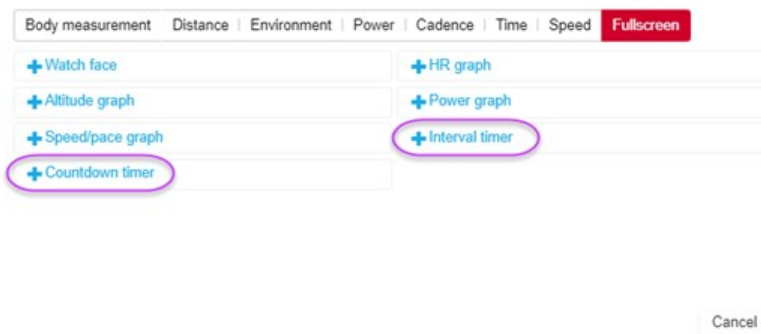 Body measurement Distance Environment Power Cadence Time Speed Fullscreen
Watch face HR graph
Altitude graph Power graph
Speed/pace graph Interval timer
Countdown timer
Cancel